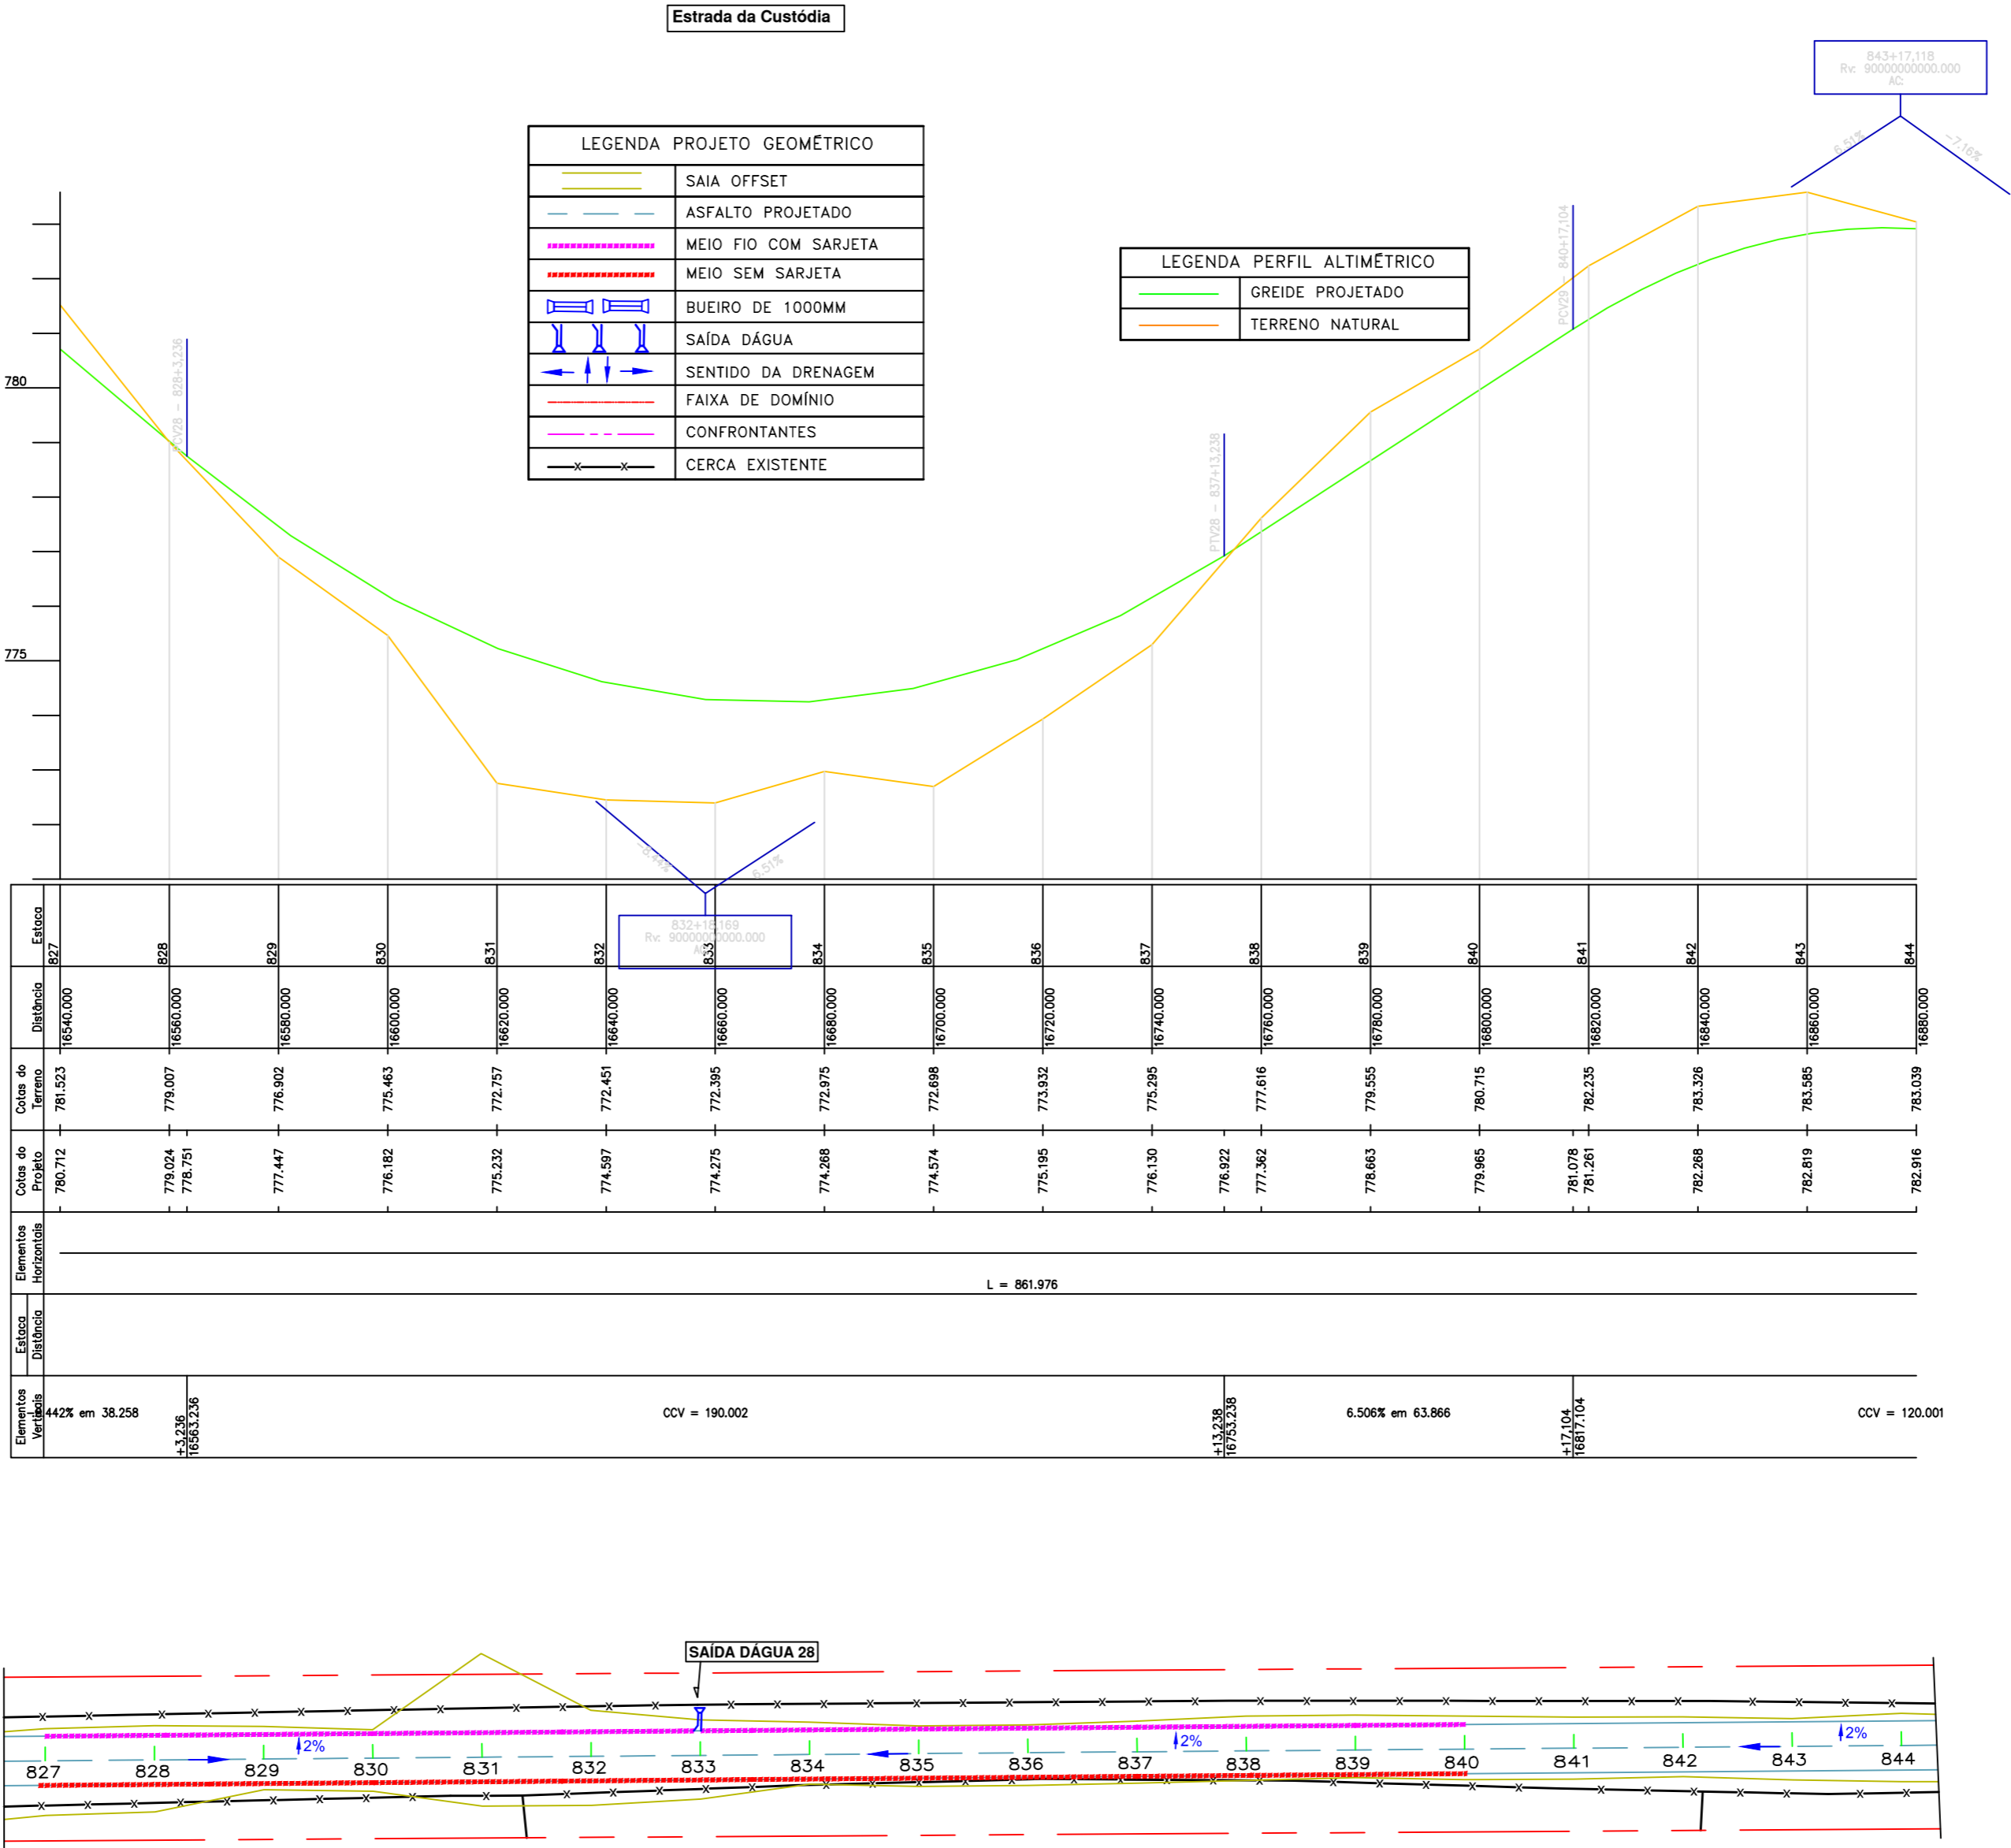 Estrada da Custódia
843+17,118
Rv: 90000000000.000
AC:
6.51%
-7.16%
LEGENDA PROJETO GEOMÉTRICO
SAIA OFFSET
ASFALTO PROJETADO
MEIO FIO COM SARJETA
MEIO SEM SARJETA
BUEIRO DE 1000MM
SAÍDA DÁGUA
SENTIDO DA DRENAGEM
FAIXA DE DOMÍNIO
CONFRONTANTES
CERCA EXISTENTE
LEGENDA PERFIL ALTIMÉTRICO
GREIDE PROJETADO
TERRENO NATURAL
PCV29 - 840+17,104
PCV28 - 828+3,236
PTV28 - 837+13,238
780
775
-8.44%
6.51%
832+18,169
Rv: 90000000000.000
Estaca
827 828 829 830 831 832 833 834 835 836 837 838 839 840 841 842 843 844
Distância
16540.000 16560.000 16580.000 16600.000 16620.000 16640.000 16660.000 16680.000 16700.000 16720.000 16740.000 16760.000 16780.000 16800.000 16820.000 16840.000 16860.000 16880.000
Cotas do Terreno
781.523 779.007 776.902 775.463 772.757 772.451 772.395 772.975 772.698 773.932 775.295 777.616 779.555 780.715 782.235 783.326 783.585 783.039
Cotas do Projeto
780.712 779.024 778.751 777.447 776.182 775.232 774.597 774.275 774.268 774.574 775.195 776.130 776.922 777.362 778.663 779.965 781.078 781.261 782.268 782.819 782.916
Elementos Horizontais
L = 861.976
Estaca
Distância
Elementos Verticais
442% em 38.258
+3,236
16563.236
CCV = 190.002
+13,238
16753.238
6.506% em 63.866
+17,104
16817.104
CCV = 120.001
SAÍDA DÁGUA 28
2%
2%
2%
827 828 829 830 831 832 833 834 835 836 837 838 839 840 841 842 843 844